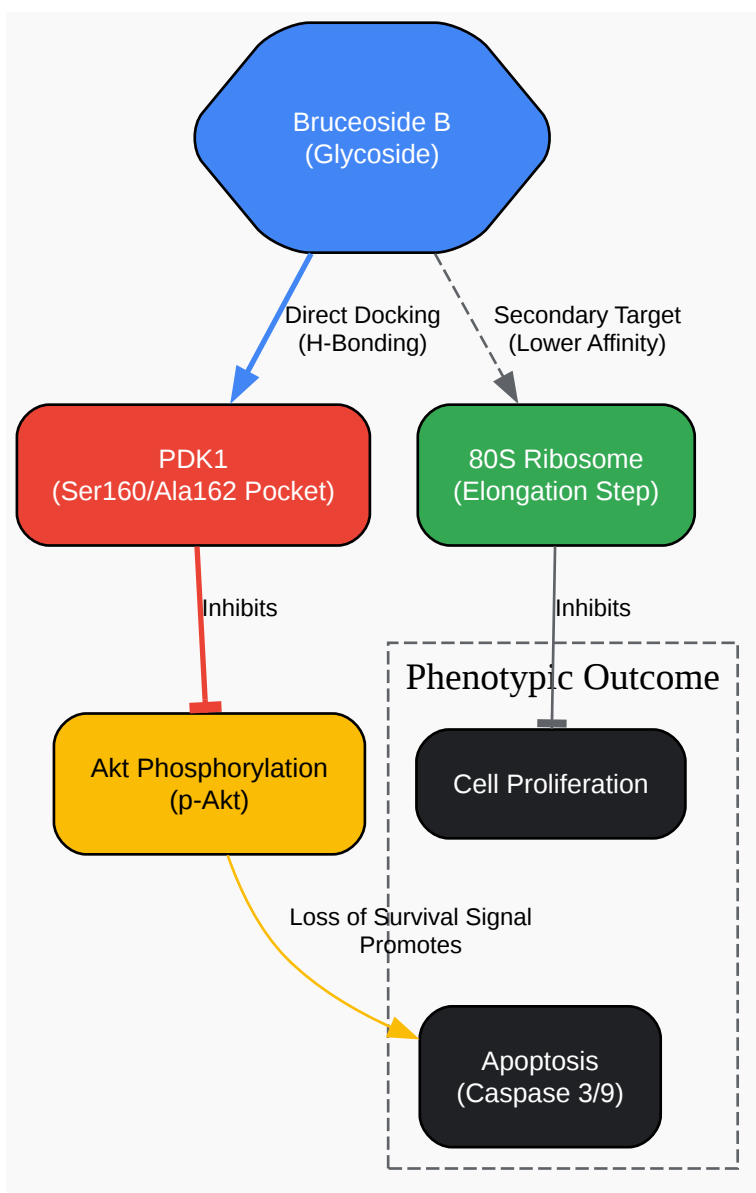 Bruceoside B
(Glycoside)
Direct Docking
(H-Bonding)
Secondary Target
(Lower Affinity)
PDK1
(Ser160/Ala162 Pocket)
80S Ribosome
(Elongation Step)
Inhibits
Inhibits
Phenotypic Outcome
Akt Phosphorylation
(p-Akt)
Cell Proliferation
Loss of Survival Signal
Promotes
Apoptosis
(Caspase 3/9)